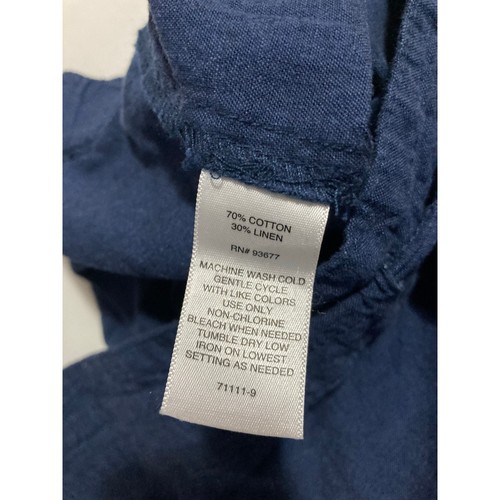 70% COTTON
30% LINEN
RN# 93677
MACHINE WASH COLD
GENTLE CYCLE
WITH LIKE COLORS
USE ONLY
NON-CHLORINE
BLEACH WHEN NEEDED
TUMBLE DRY LOW
IRON ON LOWEST
SETTING AS NEEDED
71111-9